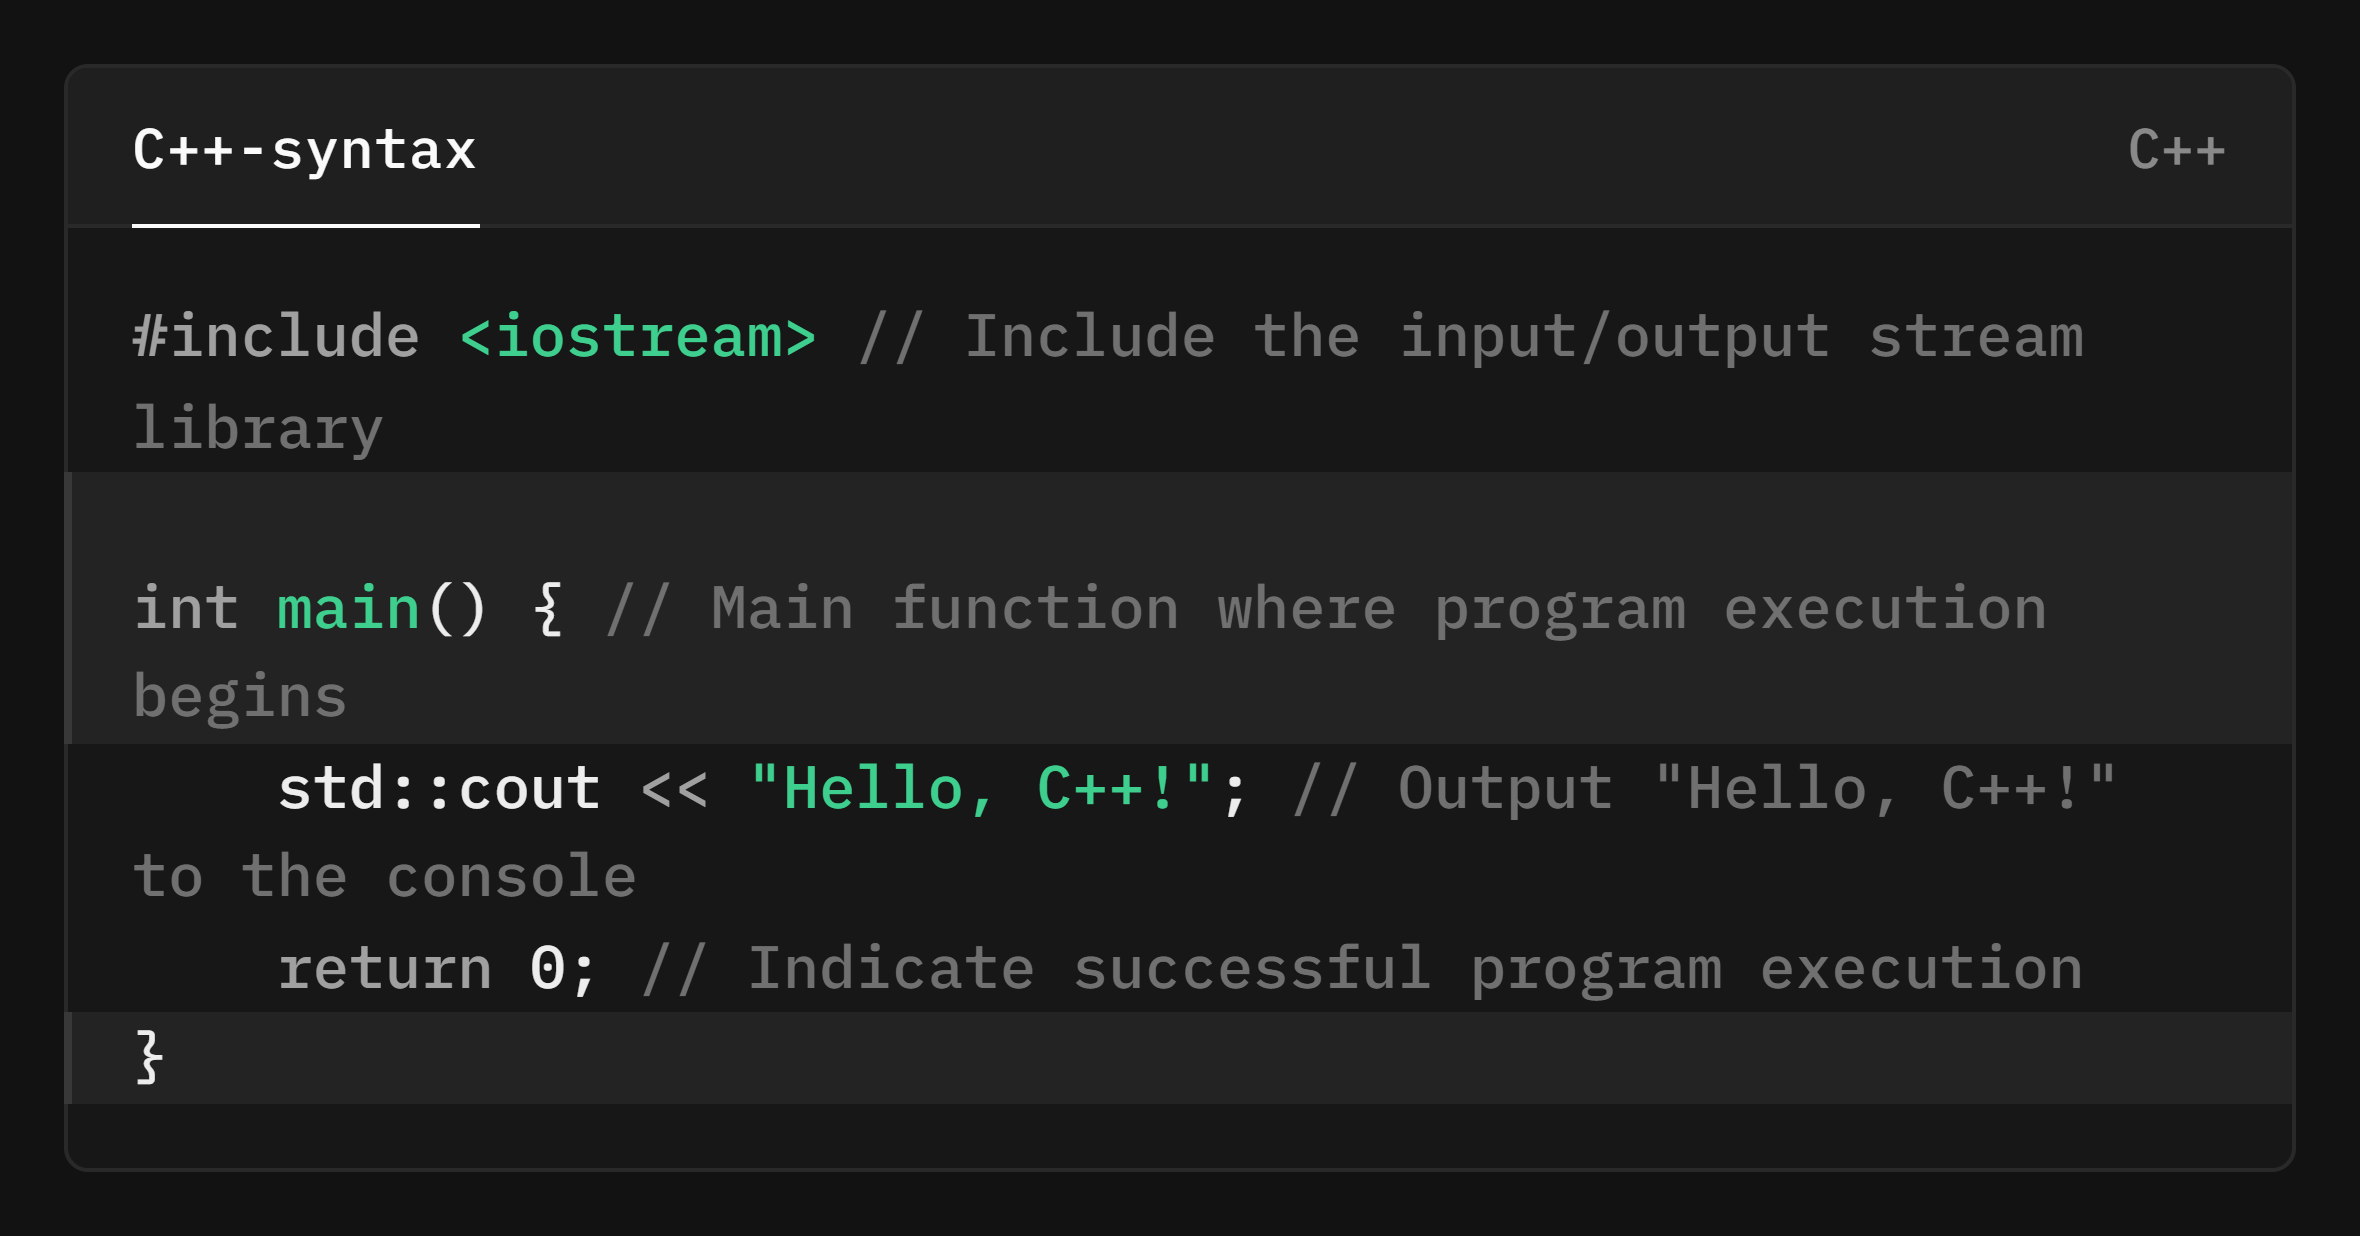 C++-syntax
C++
#include <iostream> // Include the input/output stream
library
int main() { // Main function where program execution
begins
    std::cout << "Hello, C++!"; // Output "Hello, C++!"
to the console
    return 0; // Indicate successful program execution
}